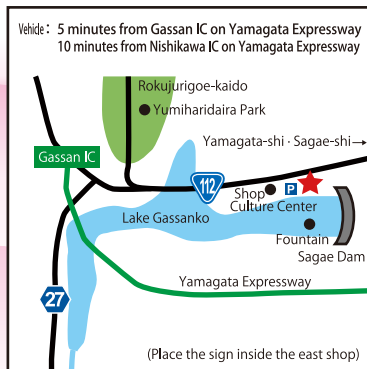 Vehicle: 5 minutes from Gassan IC on Yamagata Expressway
10 minutes from Nishikawa IC on Yamagata Expressway
Rokujurigoe-kaido
Yumiharidaira Park
Yamagata-shi · Sagae-shi→
Gassan IC
112
P
Shop
Culture Center
Lake Gassanko
Fountain
Sagae Dam
Yamagata Expressway
27
(Place the sign inside the east shop)